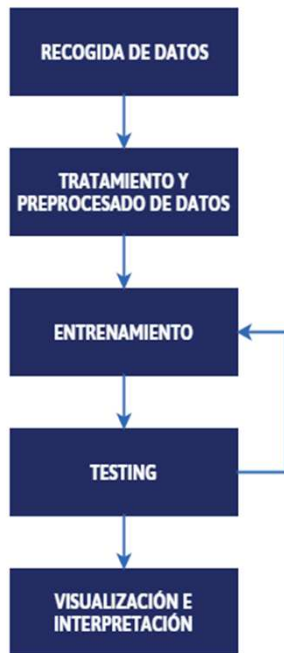 RECOGIDA DE DATOS
TRATAMIENTO Y
PREPROCESADO DE DATOS
ENTRENAMIENTO
TESTING
VISUALIZACIÓN E
INTERPRETACIÓN